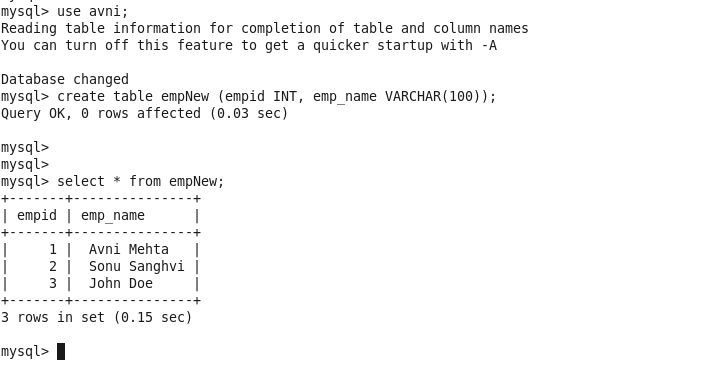 mysql> use avni;
Reading table information for completion of table and column names
You can turn off this feature to get a quicker startup with -A

Database changed
mysql> create table empNew (empid INT, emp_name VARCHAR(100));
Query OK, 0 rows affected (0.03 sec)

mysql>
mysql>
mysql> select * from empNew;
+-------+---------------+
| empid | emp_name      |
+-------+---------------+
|     1 |  Avni Mehta   |
|     2 |  Sonu Sanghvi |
|     3 |  John Doe     |
+-------+---------------+
3 rows in set (0.15 sec)

mysql>